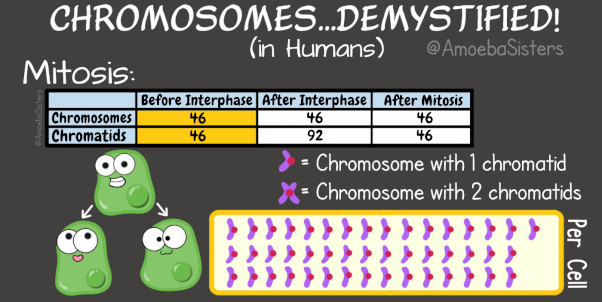 CHROMOSOMES...DEMYSTIFIED!
(in Humans) @AmoebaSisters
Mitosis:
@AmoebaSisters
Before Interphase After Interphase After Mitosis
Chromosomes 46 46 46
Chromatids 46 92 46
= Chromosome with 1 chromatid
= Chromosome with 2 chromatids
Per Cell